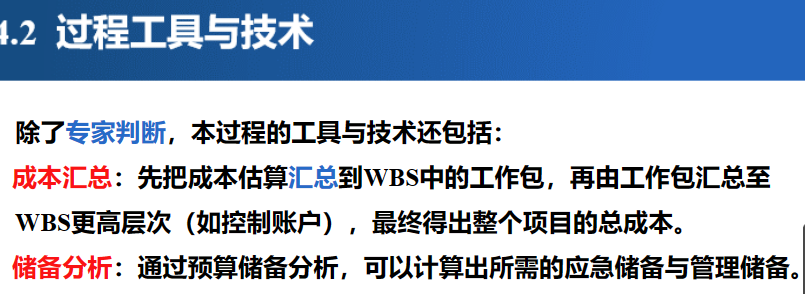 4.2 过程工具与技术
除了专家判断，本过程的工具与技术还包括：
成本汇总：先把成本估算汇总到WBS中的工作包，再由工作包汇总至
WBS更高层次（如控制账户），最终得出整个项目的总成本。
储备分析：通过预算储备分析，可以计算出所需的应急储备与管理储备。